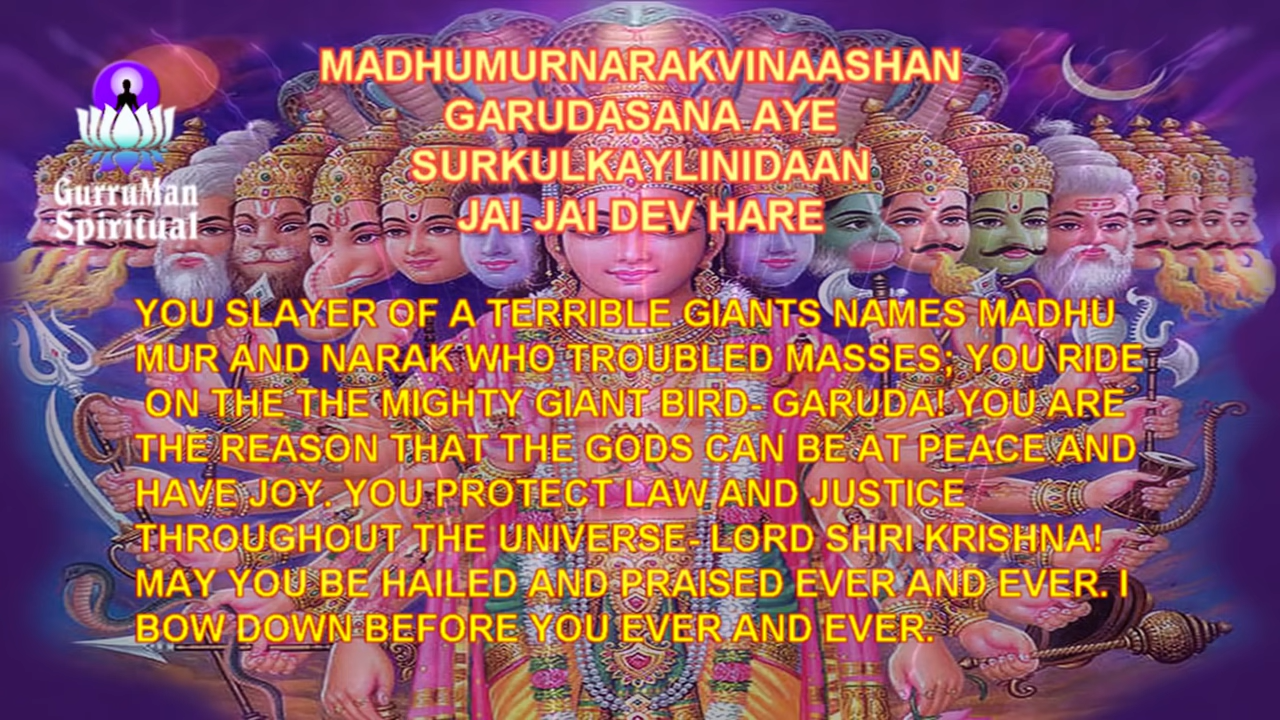 MADHUMURNARAKVINAASHAN
GARUDASANA AYE
SURKULKAYLINIDAAN
JAI JAI DEV HARE
GurruMan
Spiritual
YOU SLAYER OF A TERRIBLE GIANTS NAMES MADHU
MUR AND NARAK WHO TROUBLED MASSES; YOU RIDE
ON THE THE MIGHTY GIANT BIRD- GARUDA! YOU ARE
THE REASON THAT THE GODS CAN BE AT PEACE AND
HAVE JOY. YOU PROTECT LAW AND JUSTICE
THROUGHOUT THE UNIVERSE- LORD SHRI KRISHNA!
MAY YOU BE HAILED AND PRAISED EVER AND EVER. I
BOW DOWN BEFORE YOU EVER AND EVER.